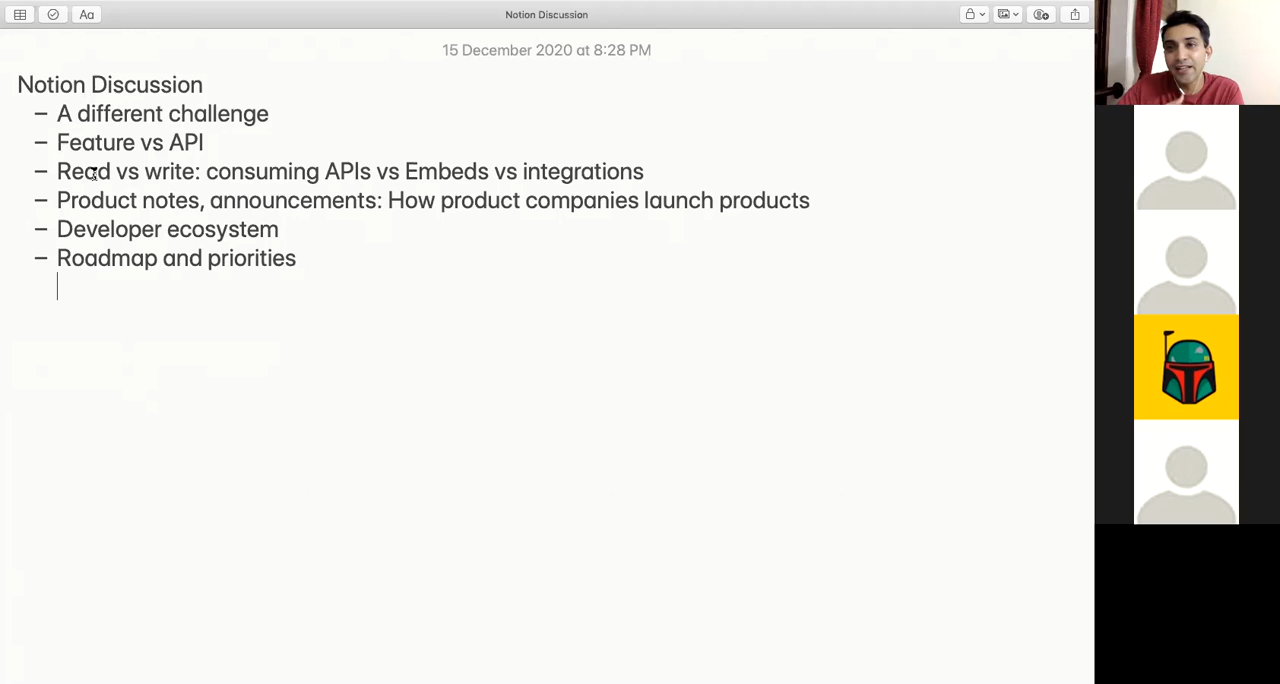 Aa
Notion Discussion
15 December 2020 at 8:28 PM
Notion Discussion
– A different challenge
– Feature vs API
– Read vs write: consuming APIs vs Embeds vs integrations
– Product notes, announcements: How product companies launch products
– Developer ecosystem
– Roadmap and priorities